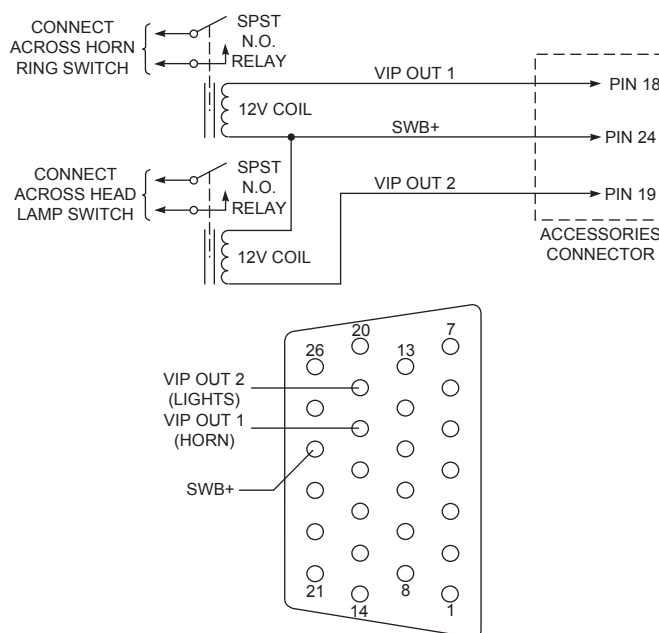 CONNECT
ACROSS HORN
RING SWITCH
SPST
N.O.
RELAY
12V COIL
VIP OUT 1
PIN 18
SWB+
PIN 24
CONNECT
ACROSS HEAD
LAMP SWITCH
SPST
N.O.
RELAY
12V COIL
VIP OUT 2
PIN 19
ACCESSORIES
CONNECTOR
20
7
26
13
VIP OUT 2
(LIGHTS)
VIP OUT 1
(HORN)
SWB+
21
8
14
1